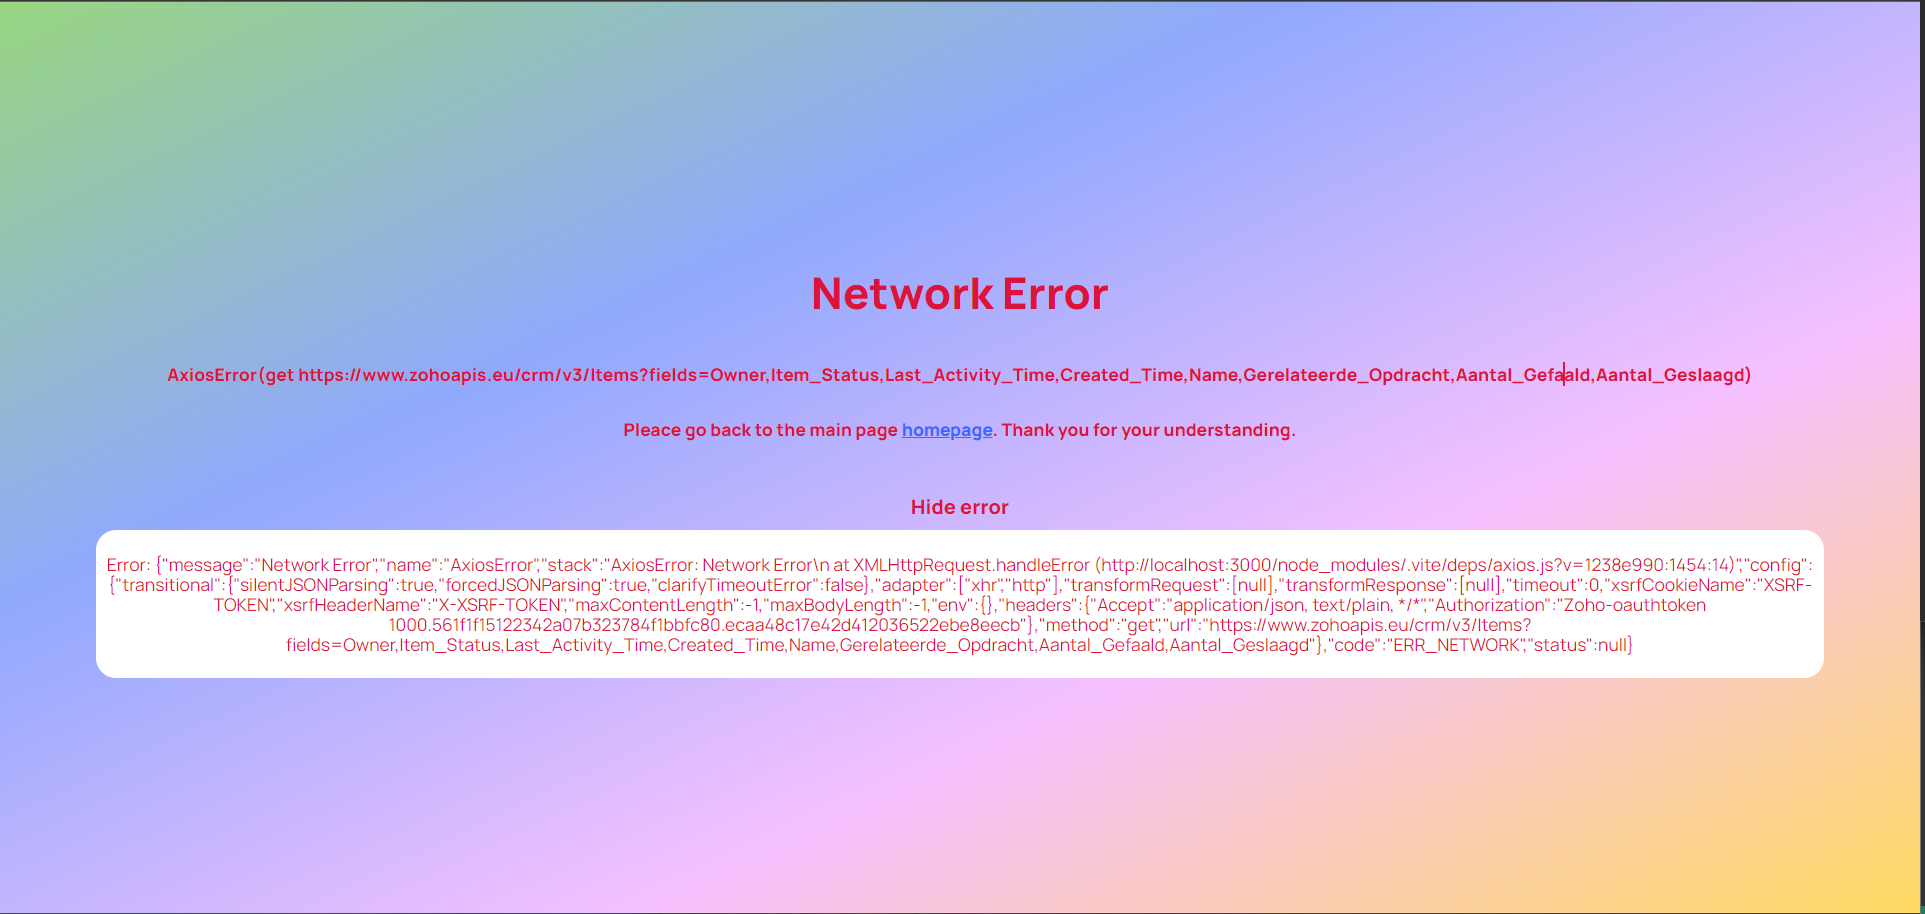 Network Error
AxiosError(get https://www.zohoapis.eu/crm/v3/Items?fields=Owner,Item_Status,Last_Activity_Time,Created_Time,Name,Gerelateerde_Opdracht,Aantal_Gefaald,Aantal_Geslaagd)
Pleace go back to the main page homepage. Thank you for your understanding.
Hide error
Error: {"message":"Network Error","name":"AxiosError","stack":"AxiosError: Network Error\n at XMLHttpRequest.handleError (http://localhost:3000/node_modules/.vite/deps/axios.js?v=1238e990:1454:14)","config":
{"transitional":{"silentJSONParsing":true,"forcedJSONParsing":true,"clarifyTimeoutError":false},"adapter":["xhr","http"],"transformRequest":[null],"transformResponse":[null],"timeout":0,"xsrfCookieName":"XSRF-
TOKEN","xsrfHeaderName":"X-XSRF-TOKEN","maxContentLength":-1,"maxBodyLength":-1,"env":{},"headers":{"Accept":"application/json, text/plain, */*","Authorization":"Zoho-oauthtoken
1000.561f1f15122342a07b323784f1bbfc80.ecaa48c17e42d412036522ebe8eecb"},"method":"get","url":"https://www.zohoapis.eu/crm/v3/Items?
fields=Owner,Item_Status,Last_Activity_Time,Created_Time,Name,Gerelateerde_Opdracht,Aantal_Gefaald,Aantal_Geslaagd"},"code":"ERR_NETWORK","status":null}